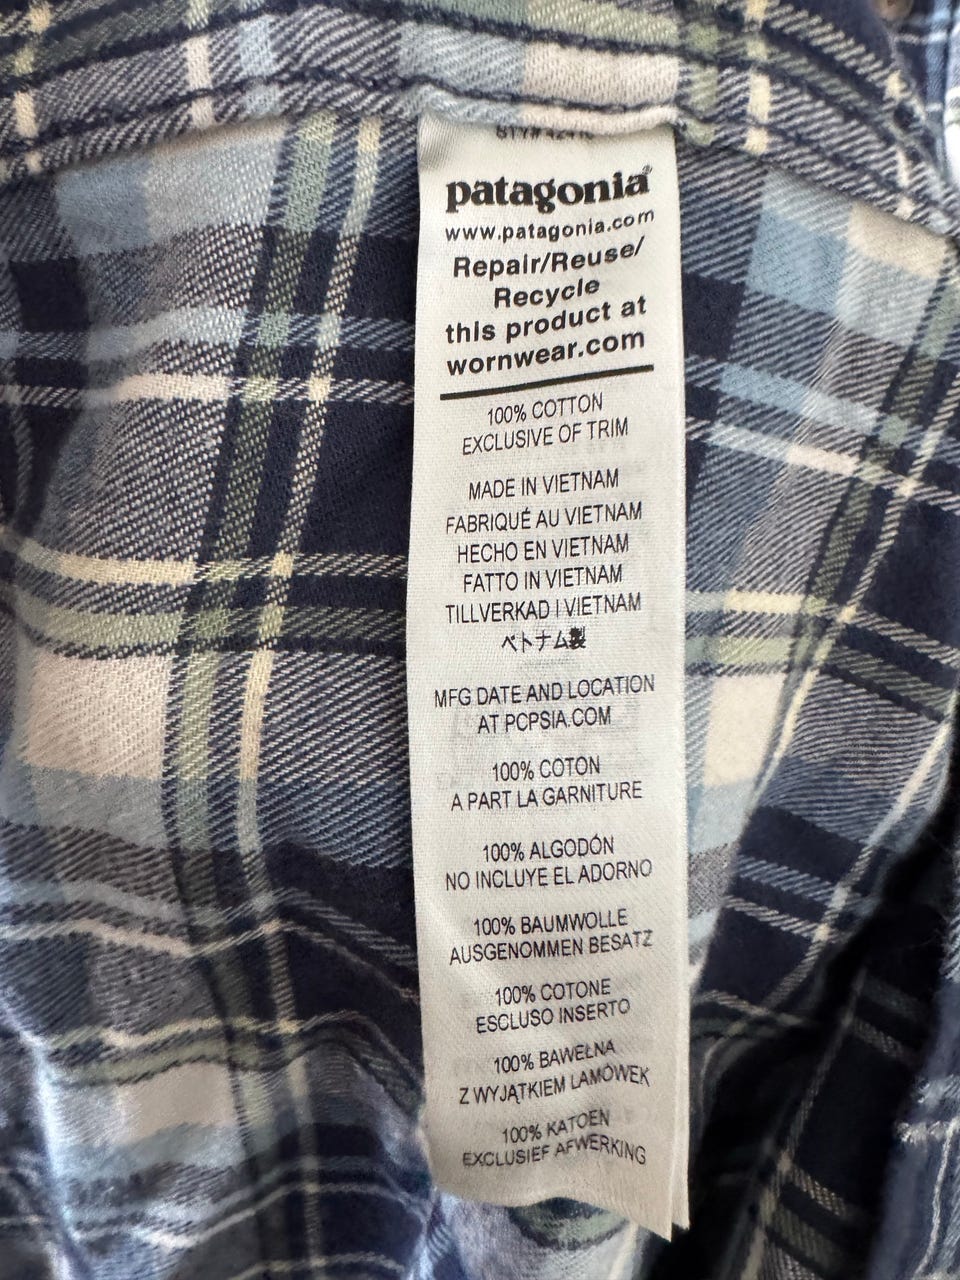 patagonia®
www.patagonia.com
Repair/Reuse/
Recycle
this product at
wornwear.com
100% COTTON
EXCLUSIVE OF TRIM
MADE IN VIETNAM
FABRIQUÉ AU VIETNAM
HECHO EN VIETNAM
FATTO IN VIETNAM
TILLVERKAD I VIETNAM
ベトナム製
MFG DATE AND LOCATION
AT PCPSIA.COM
100% COTON
A PART LA GARNITURE
100% ALGODÓN
NO INCLUYE EL ADORNO
100% BAUMWOLLE
AUSGENOMMEN BESATZ
100% COTONE
ESCLUSO INSERTO
100% BAWEŁNA
Z WYJĄTKIEM LAMÓWEK
100% KATOEN
EXCLUSIEF AFWERKING